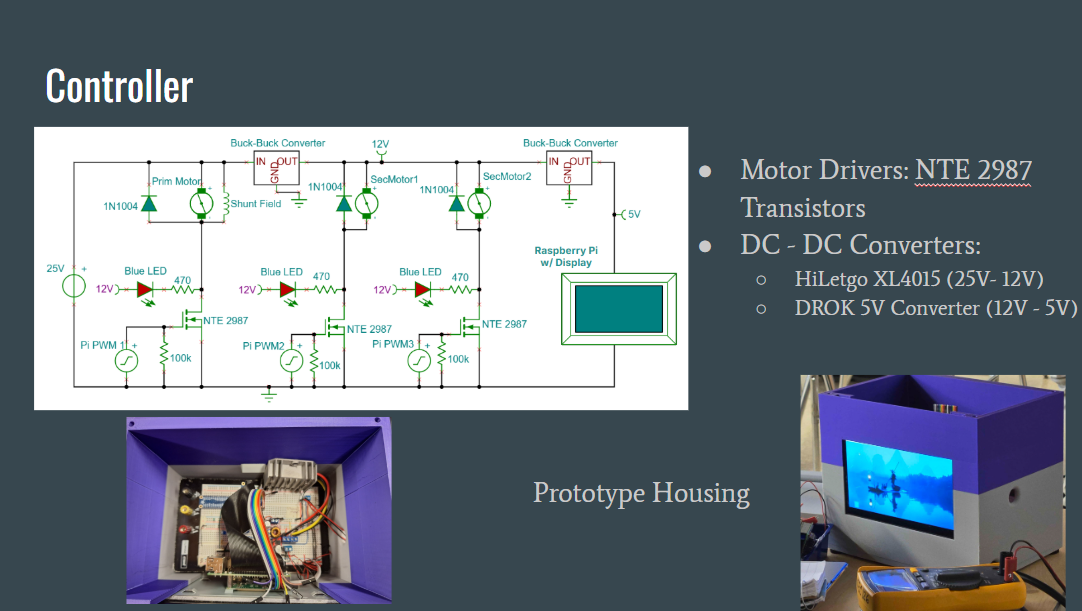 Controller
Buck-Buck Converter
12V
Buck-Buck Converter
IN OUT
GND
IN OUT
GND
Prim Motor
1N1004
Shunt Field
1N1004
SecMotor1
1N1004
SecMotor2
5V
25V
Blue LED
470
12V
Blue LED
470
12V
Blue LED
470
12V
Raspberry Pi
w/ Display
NTE 2987
NTE 2987
NTE 2987
Pi PWM 1
100k
Pi PWM2
100k
Pi PWM3
100k
Motor Drivers: NTE 2987
Transistors
DC - DC Converters:
HiLetgo XL4015 (25V- 12V)
DROK 5V Converter (12V - 5V)
Prototype Housing